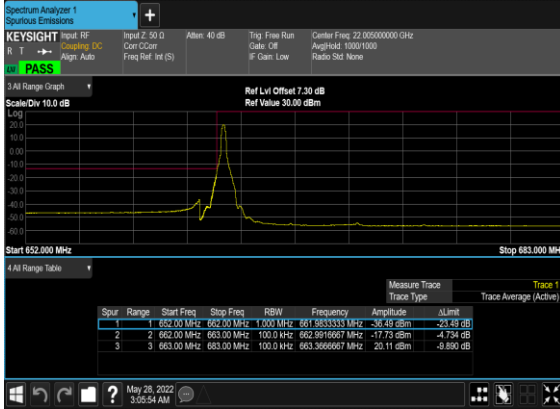 Spectrum Analyzer 1
Spurious Emissions
+
KEYSIGHT Input: RF Input Z: 50 Ω Atten: 40 dB Trig: Free Run Center Freq: 22.005000000 GHz
R T Coupling: DC Corr CCorr Gate: Off Avg|Hold: 1000/1000
Align: Auto Freq Ref: Int (S) IF Gain: Low Radio Std: None
PASS
3 All Range Graph
Ref Lvl Offset 7.30 dB
Scale/Div 10.0 dB Ref Value 30.00 dBm
Log
20.0
10.0
0.00
-10.0
-20.0
-30.0
-40.0
-50.0
-60.0
Start 652.000 MHz Stop 683.000 MH
4 All Range Table
Measure Trace Trace 1
Trace Type Trace Average (Active)
Spur Range Start Freq Stop Freq RBW Frequency Amplitude ΔLimit
1 1 652.00 MHz 662.00 MHz 1.000 MHz 661.9833333 MHz -36.49 dBm -23.49 dB
2 2 662.00 MHz 663.00 MHz 100.0 kHz 662.9916667 MHz -17.73 dBm -4.734 dB
3 3 663.00 MHz 683.00 MHz 100.0 kHz 663.3666667 MHz 20.11 dBm -9.890 dB
? May 28, 2022
3:05:54 AM